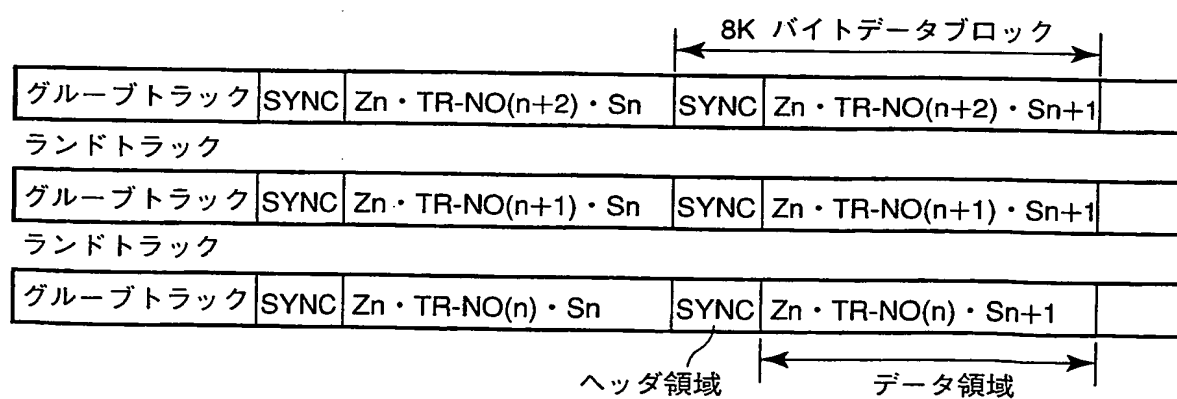 8K バイトデータブロック
グルーブトラック SYNC Zn・TR-NO(n+2)・Sn SYNC Zn・TR-NO(n+2)・Sn+1
ランドトラック
グルーブトラック SYNC Zn・TR-NO(n+1)・Sn SYNC Zn・TR-NO(n+1)・Sn+1
ランドトラック
グルーブトラック SYNC Zn・TR-NO(n)・Sn SYNC Zn・TR-NO(n)・Sn+1
ヘッダ領域 データ領域